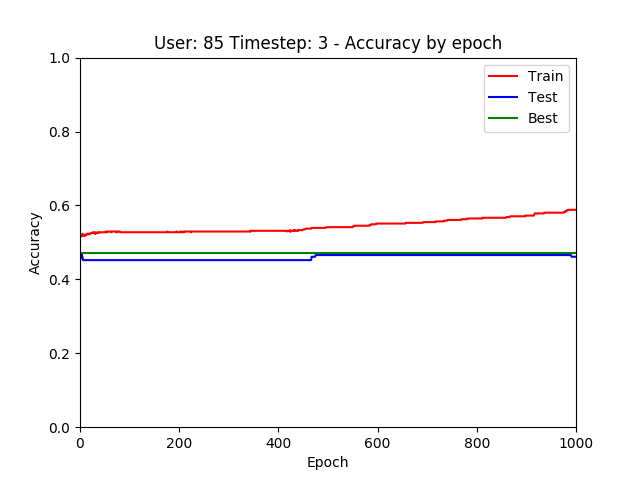 User: 85 Timestep: 3 - Accuracy by epoch
1.0
0.8
0.6
0.4
0.2
0.0
Accuracy
Train
Test
Best
0 200 400 600 800 1000
Epoch